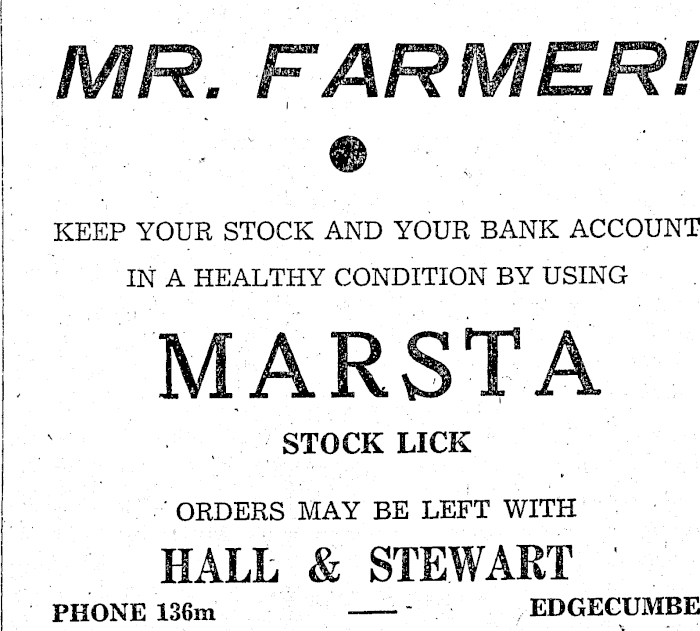 MR. FARMER!
KEEP YOUR STOCK AND YOUR BANK ACCOUNT
IN A HEALTHY CONDITION BY USING
MARSTA
STOCK LICK
ORDERS MAY BE LEFT WITH
HALL & STEWART
PHONE 136m — EDGECUMBE